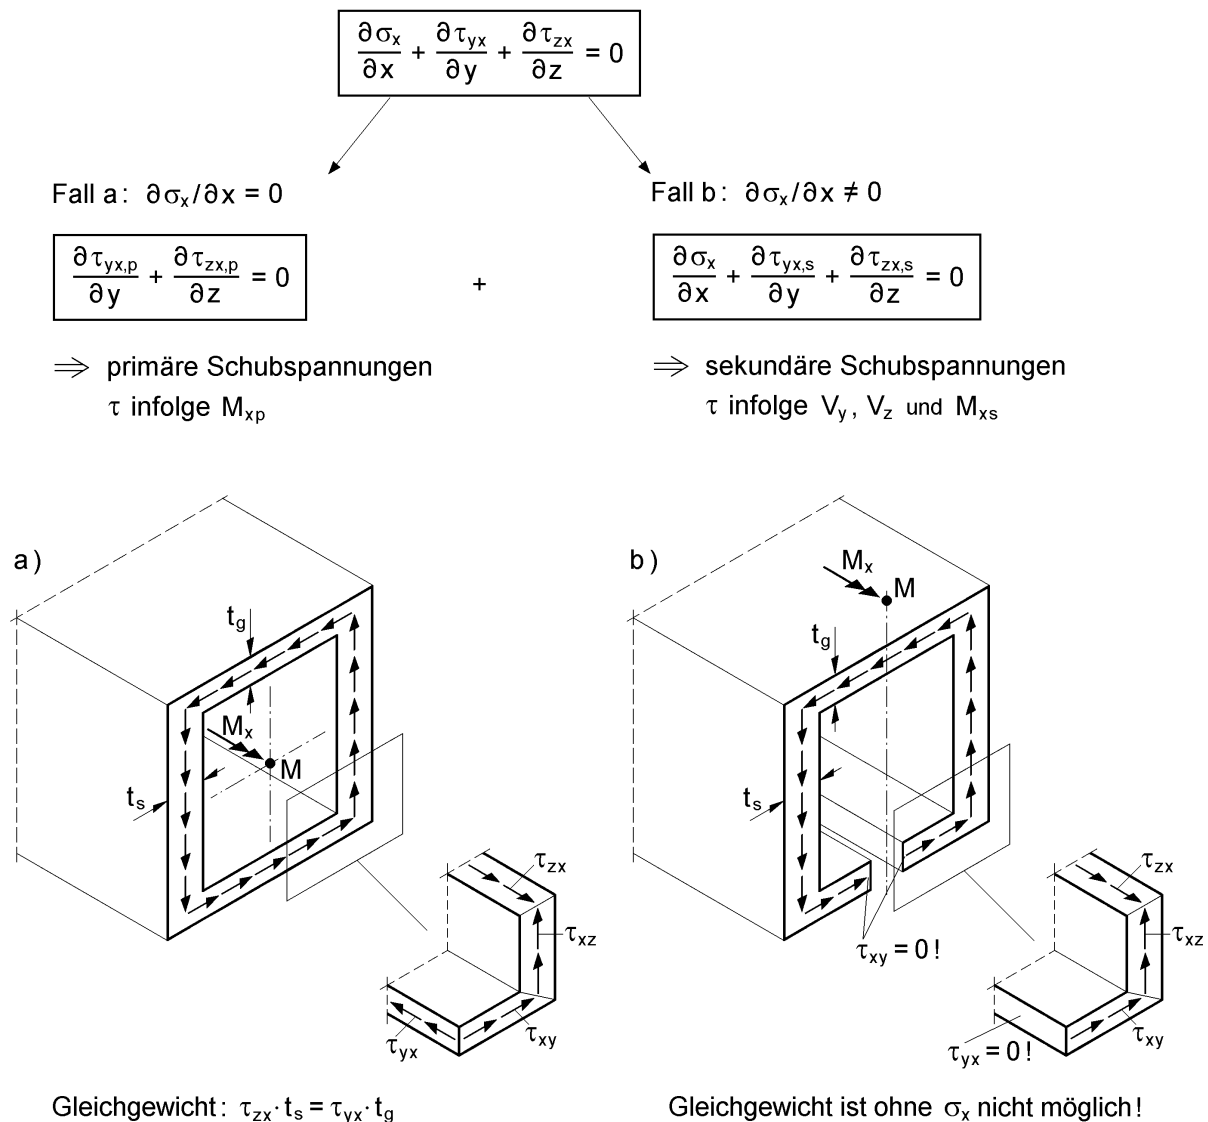 ∂σx/∂x + ∂τyx/∂y + ∂τzx/∂z = 0
Fall a: ∂σx/∂x = 0
Fall b: ∂σx/∂x ≠ 0
∂τyx,p/∂y + ∂τzx,p/∂z = 0
+
∂σx/∂x + ∂τyx,s/∂y + ∂τzx,s/∂z = 0
⇒ primäre Schubspannungen
τ infolge Mxp
⇒ sekundäre Schubspannungen
τ infolge Vy, Vz und Mxs
a)
tg
Mx
M
ts
τzx
τxz
τyx
τxy
b)
Mx
M
tg
ts
τxy = 0!
τzx
τxz
τyx = 0!
τxy
Gleichgewicht: τzx · ts = τyx · tg
Gleichgewicht ist ohne σx nicht möglich!